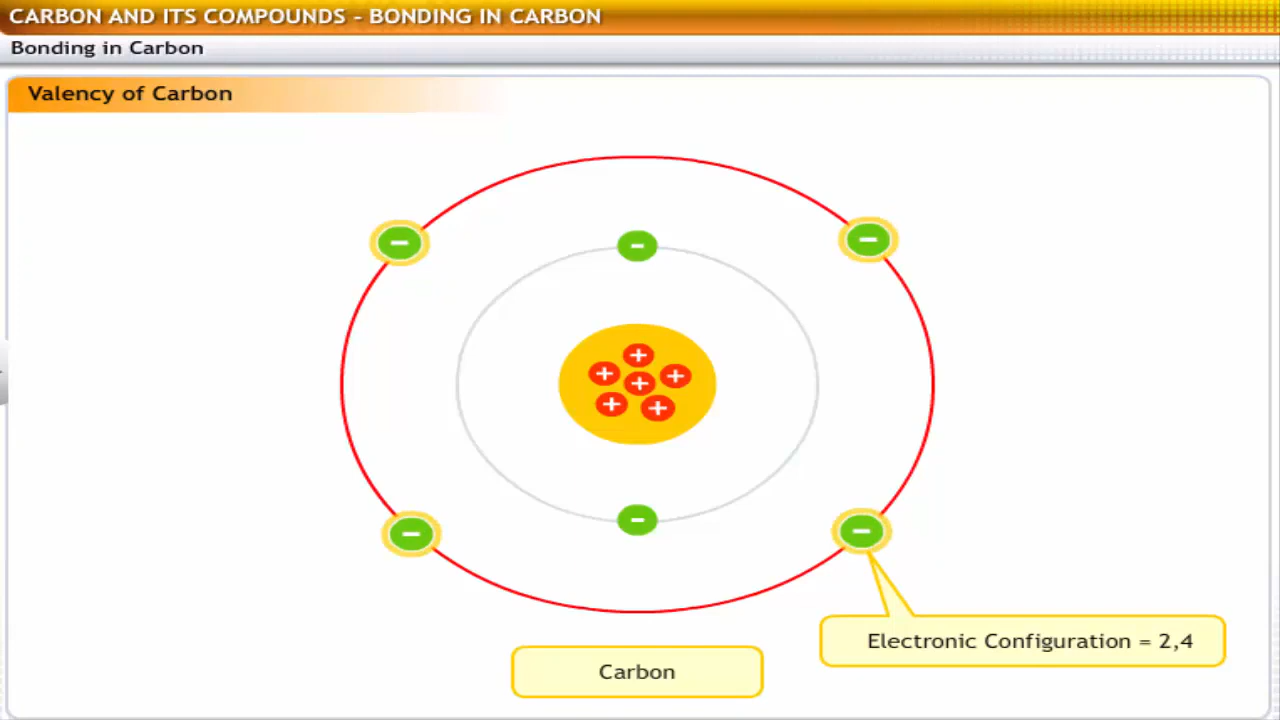 CARBON AND ITS COMPOUNDS - BONDING IN CARBON
Bonding in Carbon
Valency of Carbon
Electronic Configuration = 2,4
Carbon